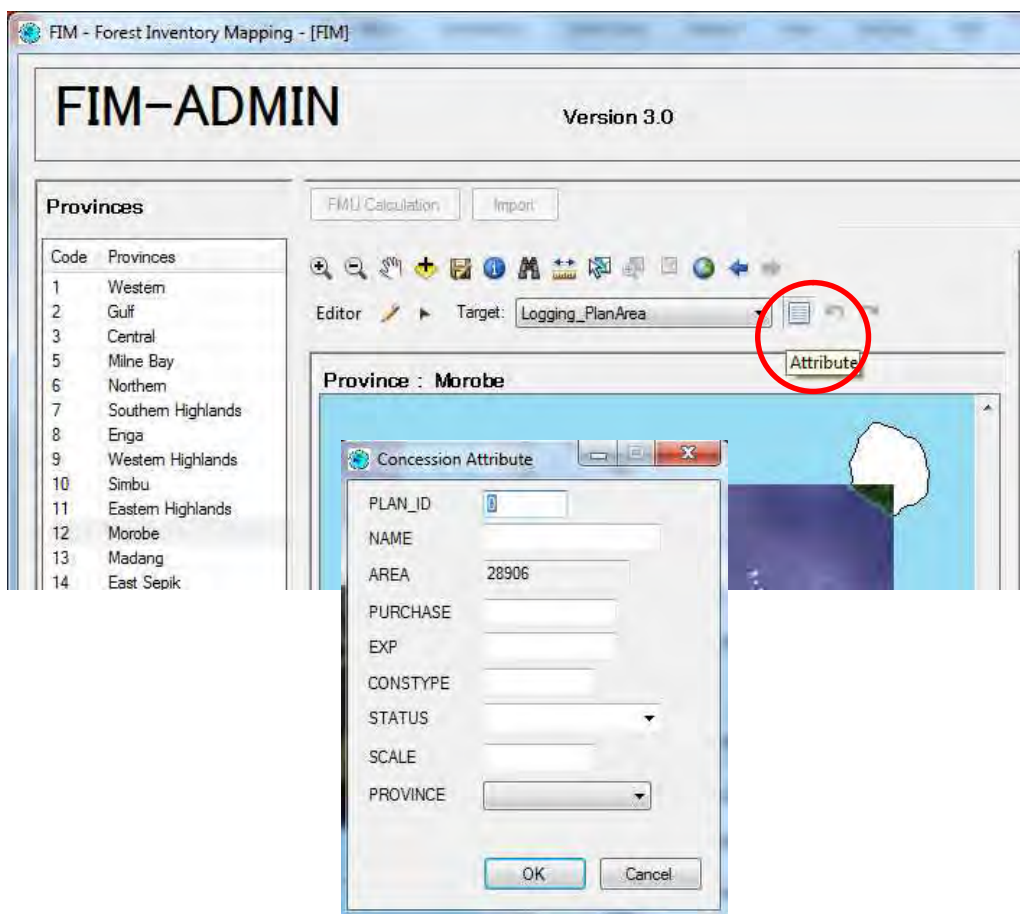 FIM - Forest Inventory Mapping - [FIM]
FIM-ADMIN
Version 3.0
Provinces
FMU Calculation
Import
Code Provinces
1 Western
2 Gulf
3 Central
5 Milne Bay
6 Northern
7 Southern Highlands
8 Enga
9 Western Highlands
10 Simbu
11 Eastern Highlands
12 Morobe
13 Madang
14 East Sepik
Editor
Target: Logging_PlanArea
Attribute
Province : Morobe
Concession Attribute
PLAN_ID 0
NAME
AREA 28906
PURCHASE
EXP
CONSTYPE
STATUS
SCALE
PROVINCE
OK Cancel